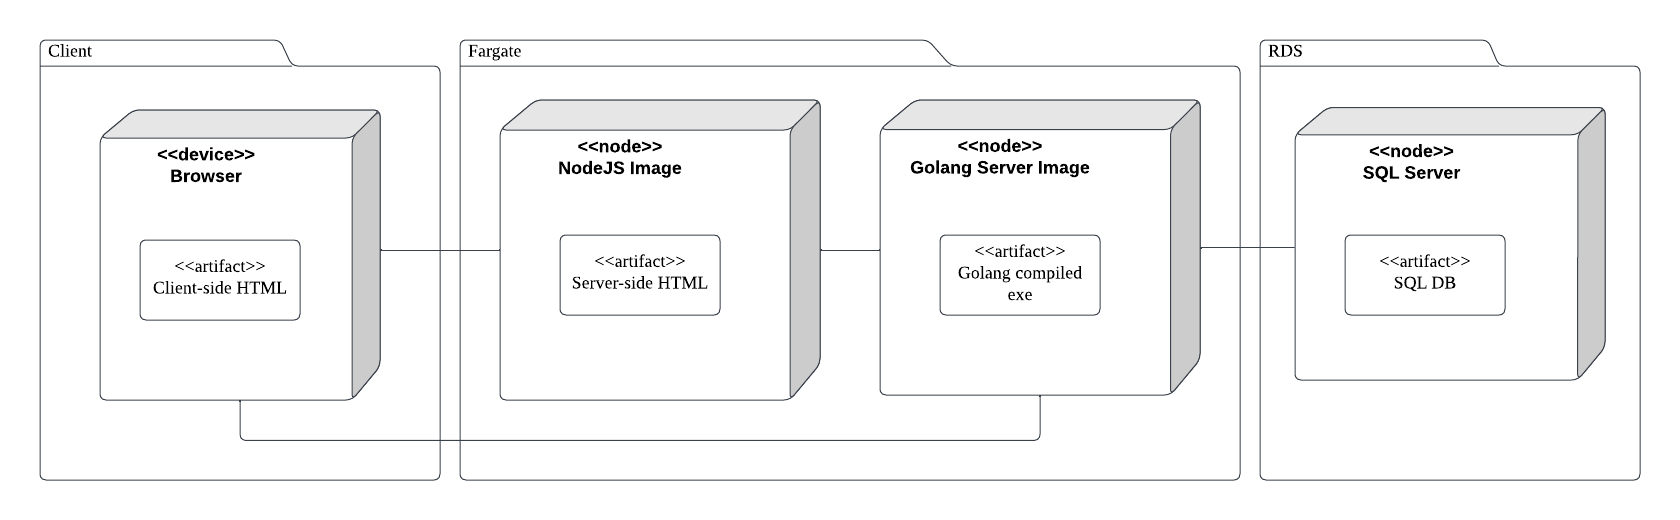 Client
<<device>>
Browser
<<artifact>>
Client-side HTML
Fargate
<<node>>
NodeJS Image
<<artifact>>
Server-side HTML
<<node>>
Golang Server Image
<<artifact>>
Golang compiled
exe
RDS
<<node>>
SQL Server
<<artifact>>
SQL DB